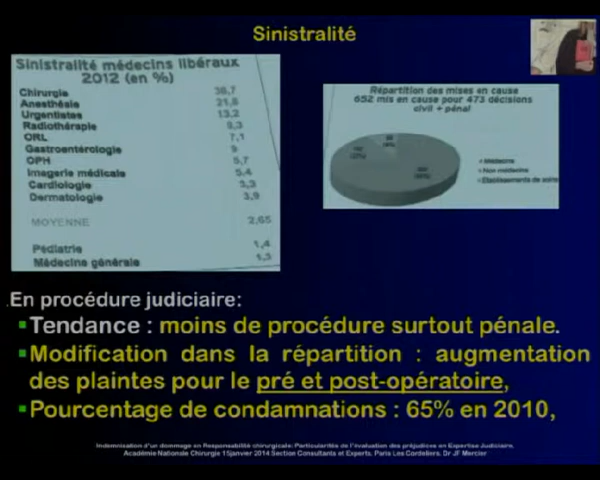 Sinistralité
Sinistralité médecins libéraux
2012 (en %)
Chirurgie 36,7
Anesthésie 21,8
Urgentistes 13,2
Radiothérapie 8,3
ORL 7,1
Gastroentérologie
OPH 5,7
Imagerie médicale 5,4
Cardiologie 3,3
Dermatologie 3,9
MOYENNE 2,65
Pédiatrie 1,4
Médecine générale 1,3
Répartition des mises en cause
652 mis en cause pour 473 décisions
civil + pénal
Médecins
Non médecins
Etablissements de soins
.En procédure judiciaire:
▪Tendance : moins de procédure surtout pénale.
▪Modification dans la répartition : augmentation
des plaintes pour le pré et post-opératoire,
▪Pourcentage de condamnations : 65% en 2010,
Indemnisation d'un dommage en Responsabilité chirurgicale: Particularités de l'évaluation des préjudices en Expertise Judiciaire.
Académie Nationale Chirurgie 15janvier 2014 Section Consultants et Experts. Paris Les Cordeliers. Dr JF Mercier